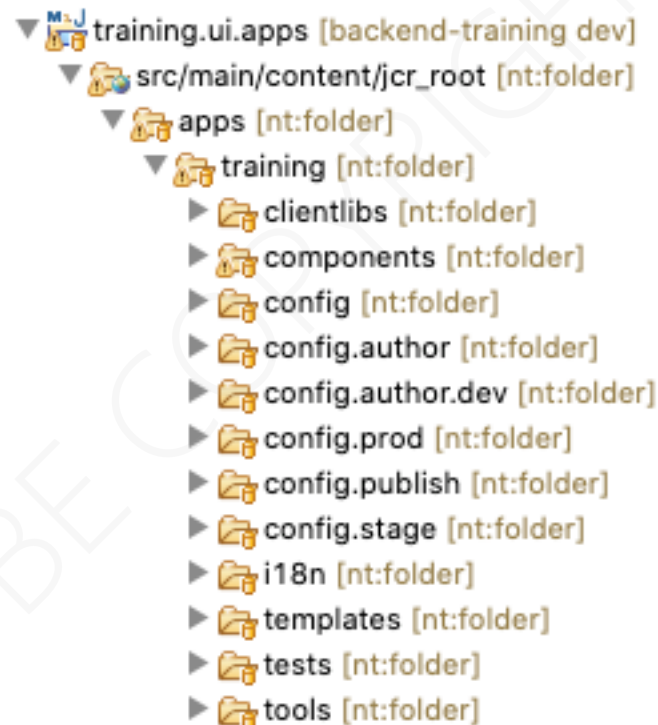 training.ui.apps [backend-training dev]
src/main/content/jcr_root [nt:folder]
apps [nt:folder]
training [nt:folder]
clientlibs [nt:folder]
components [nt:folder]
config [nt:folder]
config.author [nt:folder]
config.author.dev [nt:folder]
config.prod [nt:folder]
config.publish [nt:folder]
config.stage [nt:folder]
i18n [nt:folder]
templates [nt:folder]
tests [nt:folder]
tools [nt:folder]